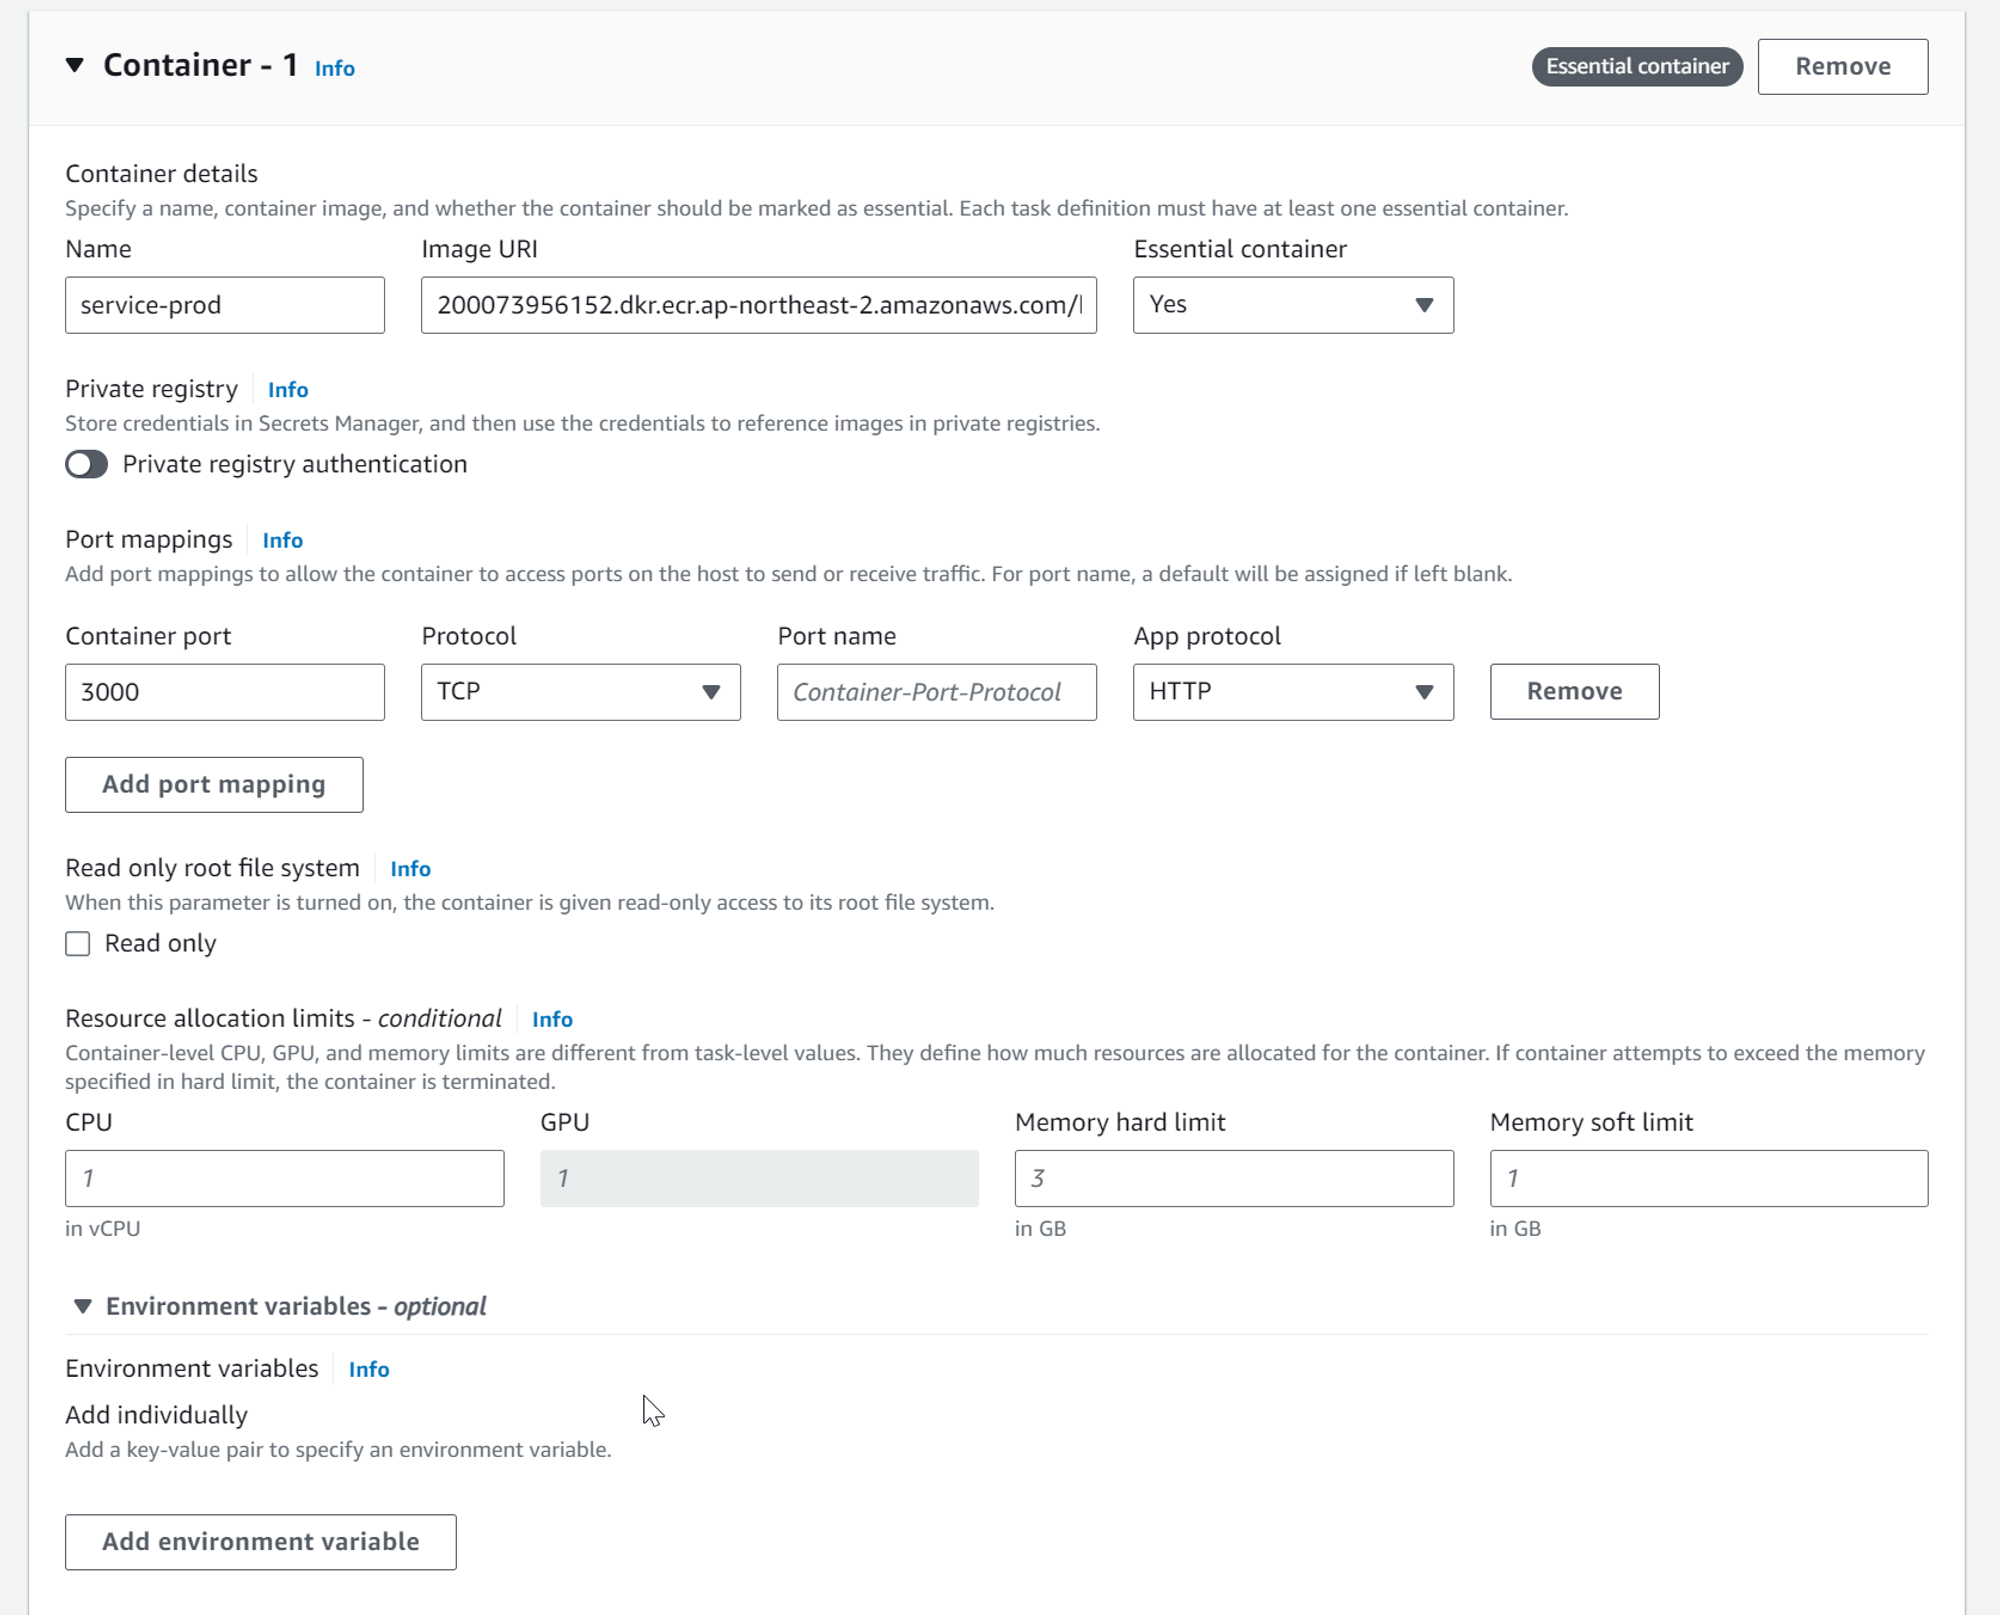 Container - 1 Info
Essential container
Remove
Container details
Specify a name, container image, and whether the container should be marked as essential. Each task definition must have at least one essential container.
Name Image URI Essential container
service-prod 200073956152.dkr.ecr.ap-northeast-2.amazonaws.com/ Yes
Private registry Info
Store credentials in Secrets Manager, and then use the credentials to reference images in private registries.
Private registry authentication
Port mappings Info
Add port mappings to allow the container to access ports on the host to send or receive traffic. For port name, a default will be assigned if left blank.
Container port Protocol Port name App protocol
3000 TCP Container-Port-Protocol HTTP Remove
Add port mapping
Read only root file system Info
When this parameter is turned on, the container is given read-only access to its root file system.
Read only
Resource allocation limits - conditional Info
Container-level CPU, GPU, and memory limits are different from task-level values. They define how much resources are allocated for the container. If container attempts to exceed the memory
specified in hard limit, the container is terminated.
CPU GPU Memory hard limit Memory soft limit
1 1 3 1
in vCPU in GB in GB
Environment variables - optional
Environment variables Info
Add individually
Add a key-value pair to specify an environment variable.
Add environment variable